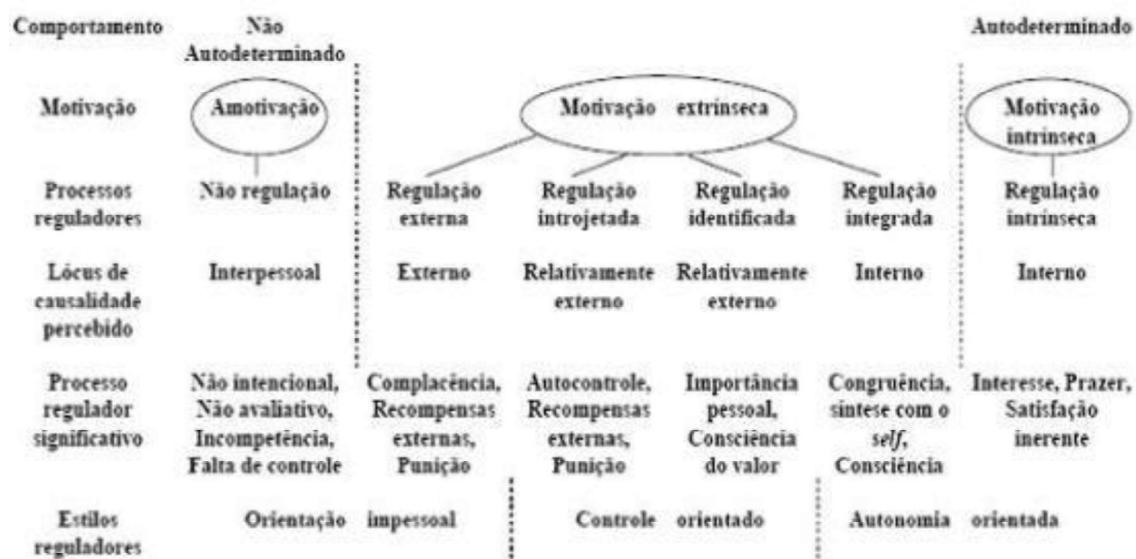 Comportamento Não Autodeterminado
Autodeterminado
Motivação Amotivação Motivação extrínseca Motivação intrínseca
Processos reguladores Não regulação Regulação externa Regulação introjetada Regulação identificada Regulação integrada Regulação intrínseca
Lócus de causalidade percebido Interpessoal Externo Relativamente externo Relativamente externo Interno Interno
Processo regulador significativo
Não intencional, Não avaliativo, Incompetência, Falta de controle
Complacência, Recompensas externas, Punição
Autocontrole, Recompensas externas, Punição
Importância pessoal, Consciência do valor
Congruência, síntese com o self, Consciência
Interesse, Prazer, Satisfação inerente
Estilos reguladores Orientação impessoal Controle orientado Autonomia orientada